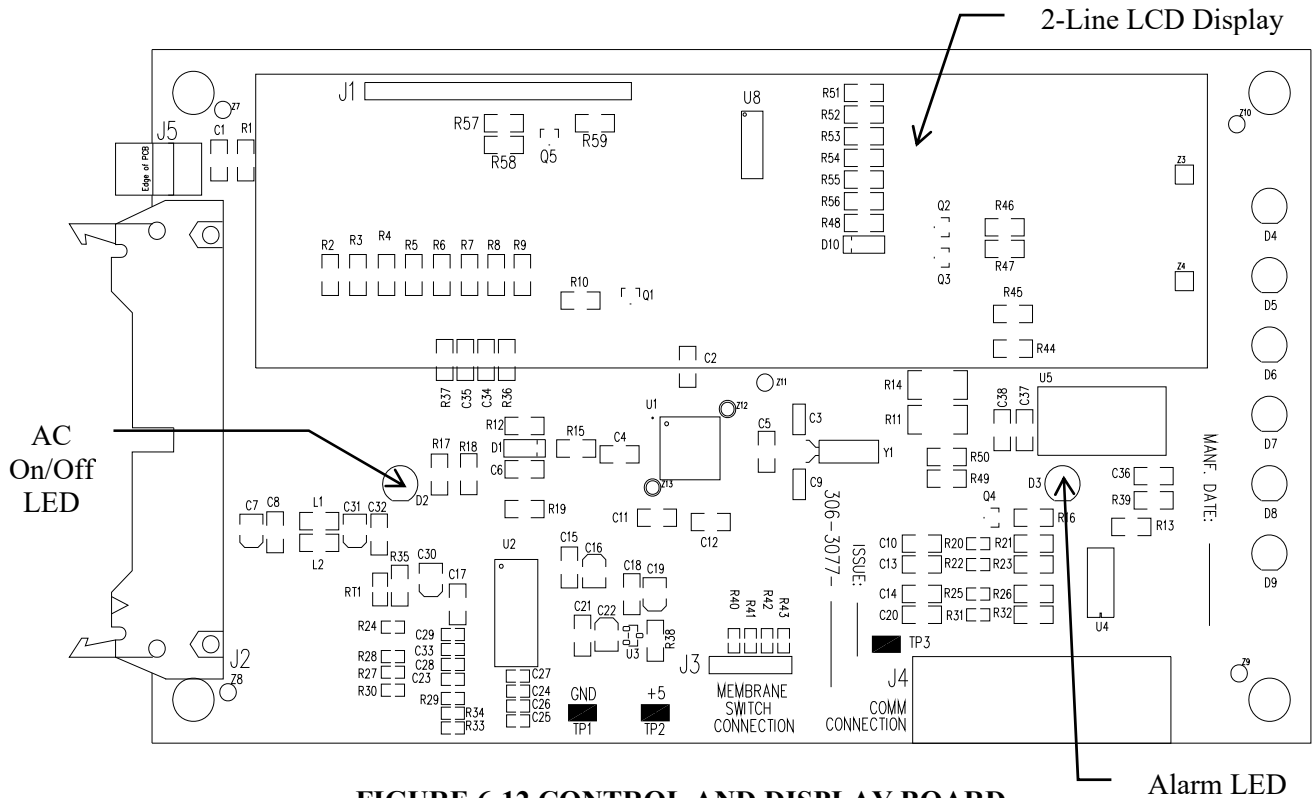 2-Line LCD Display
J1
Z7
J5
C1
R1
Edge of PCB
R57
R58
Q5
R59
U8
R51
R52
R53
R54
R55
R56
R48
D10
Q2
Q3
R46
R47
Z3
Z4
Z10
D4
D5
D6
D7
D8
D9
R2
R3
R4
R5
R6
R7
R8
R9
R10
Q1
R45
R44
R37
C35
C34
R36
C2
Z11
Z12
U1
R14
R11
U5
C38
C37
R12
D1
C6
R15
C4
C5
C3
Y1
C9
R50
R49
AC
On/Off
LED
R17
R18
D2
R19
Z13
C11
C12
D3
C36
R39
R13
Q4
R16
MANF. DATE:
C7
C8
L1
L2
C31
C32
RT1
R35
C30
C17
U2
C15
C16
C18
C19
C21
C22
U3
R38
306-3077-
ISSUE:
C10
C13
C14
C20
R20
R22
R25
R31
R21
R23
R26
R32
U4
R24
R28
R27
R30
C29
C33
C28
C23
R29
R34
R33
C27
C24
C26
C25
R40
R41
R42
R43
TP3
J2
Z8
J3
J4
Z9
GND
TP1
+5
TP2
MEMBRANE
SWITCH
CONNECTION
COMM
CONNECTION
Alarm LED
FIGURE 6-12 CONTROL AND DISPLAY BOARD